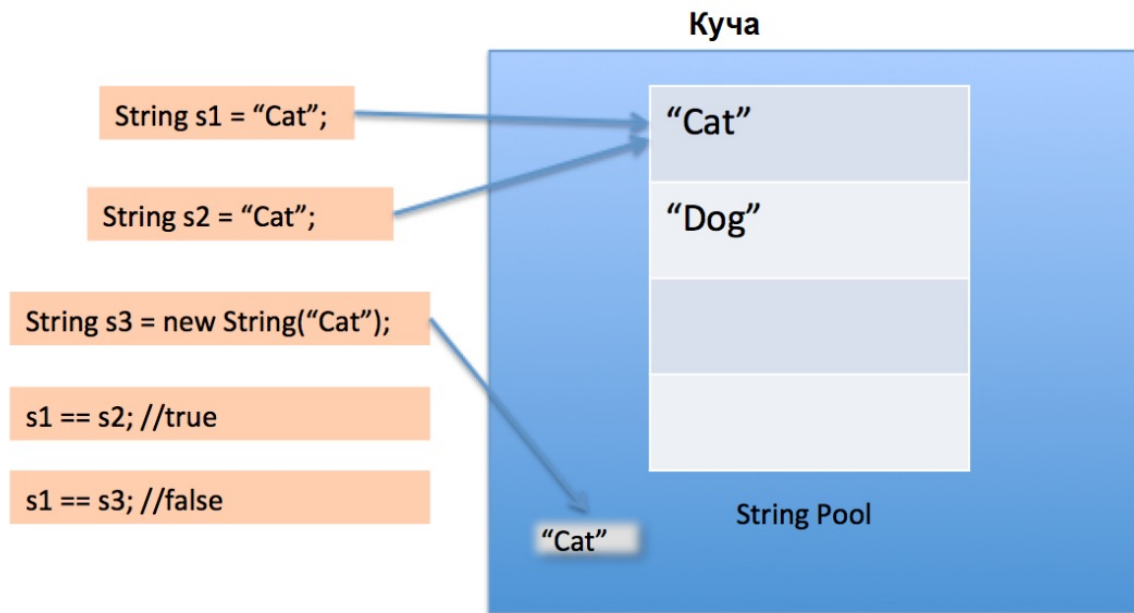 Куча
String s1 = “Cat”;
String s2 = “Cat”;
String s3 = new String(“Cat”);
s1 == s2; //true
s1 == s3; //false
“Cat”
“Dog”
String Pool
“Cat”